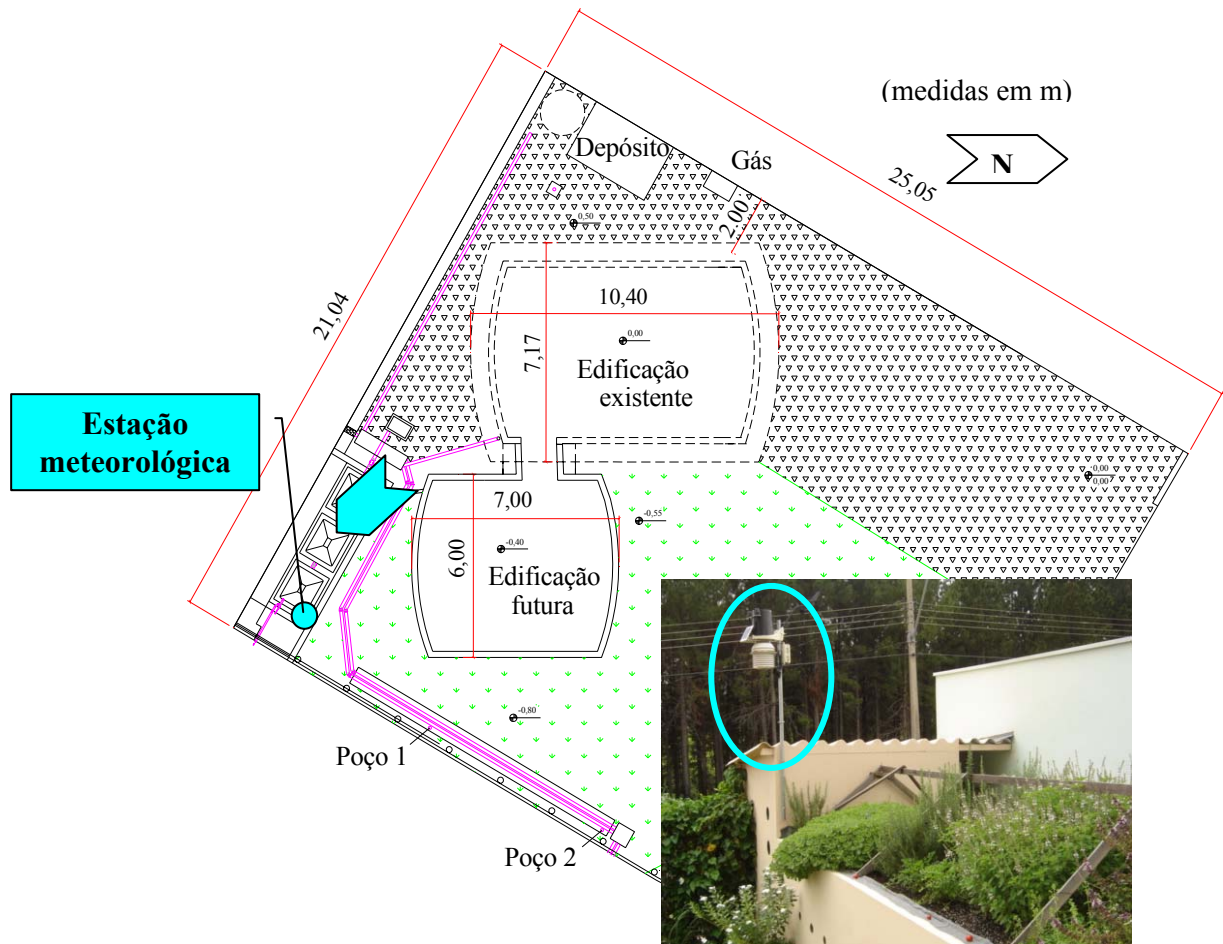 (medidas em m)
N
25,05
21,04
Depósito
Gás
2.00
0,50
10,40
7,17
0,00
Edificação
existente
Estação
meteorológica
0,00
0,00
7,00
-0,55
6,00
-0,40
Edificação
futura
-0,80
Poço 1
Poço 2